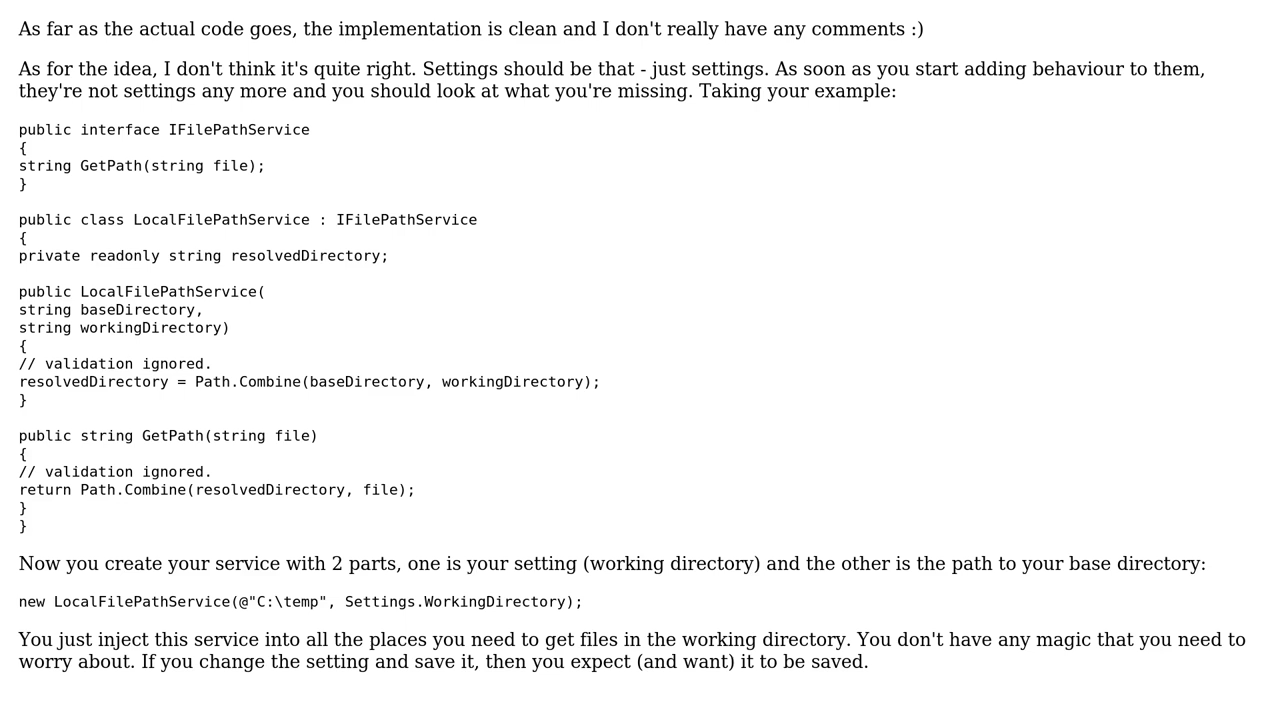 As far as the actual code goes, the implementation is clean and I don't really have any comments :)
As for the idea, I don't think it's quite right. Settings should be that - just settings. As soon as you start adding behaviour to them,
they're not settings any more and you should look at what you're missing. Taking your example:
public interface IFilePathService
{
string GetPath(string file);
}
public class LocalFilePathService : IFilePathService
{
private readonly string resolvedDirectory;
public LocalFilePathService(
string baseDirectory,
string workingDirectory)
{
// validation ignored.
resolvedDirectory = Path.Combine(baseDirectory, workingDirectory);
}
public string GetPath(string file)
{
// validation ignored.
return Path.Combine(resolvedDirectory, file);
}
}
Now you create your service with 2 parts, one is your setting (working directory) and the other is the path to your base directory:
new LocalFilePathService(@"C:\temp", Settings.WorkingDirectory);
You just inject this service into all the places you need to get files in the working directory. You don't have any magic that you need to
worry about. If you change the setting and save it, then you expect (and want) it to be saved.